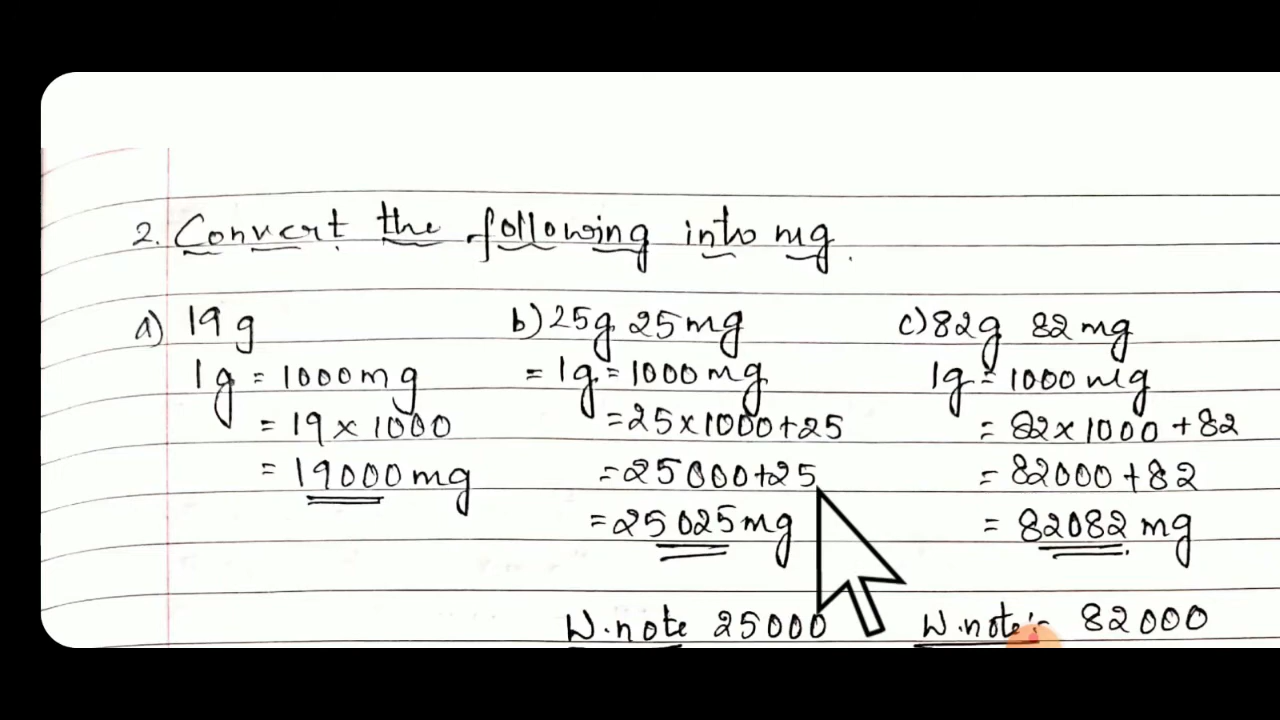 2. Convert the following into mg.
a) 19 g
1g = 1000 mg
= 19 × 1000
= 19000 mg
b) 25g 25 mg
= 1g = 1000 mg
= 25×1000+25
= 25000+25
= 25025 mg
W.note 25000
c) 82g 82 mg
1g = 1000 mg
= 82×1000 +82
= 82000 + 82
= 82082 mg
W.note:- 82000